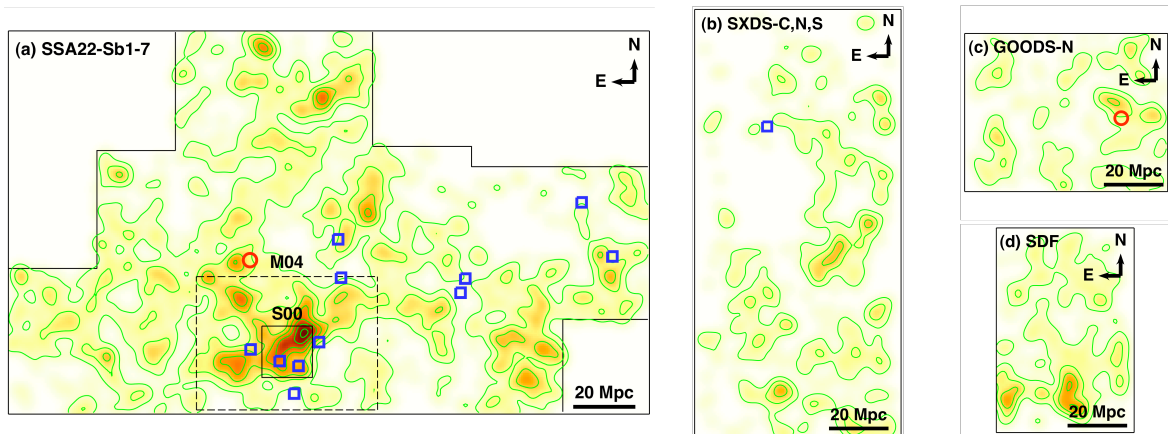 (a) SSA22-Sb1-7
N
E
M04
S00
20 Mpc
(b) SXDS-C,N,S
N
E
20 Mpc
(c) GOODS-N
N
E
20 Mpc
(d) SDF
N
E
20 Mpc